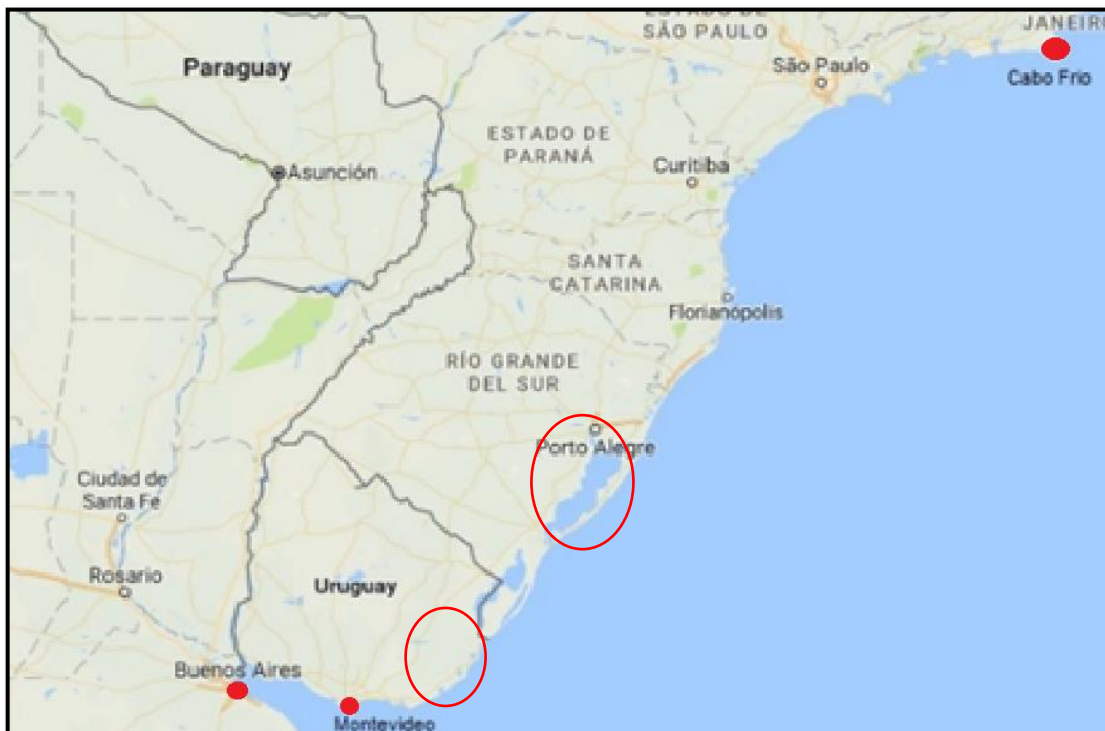 ESTADO DE
SÃO PAULO
JANEIRO
São Paulo
Cabo Frio
Paraguay
ESTADO DE
PARANÁ
Curitiba
Asunción
SANTA
CATARINA
Florianópolis
RÍO GRANDE
DEL SUR
Porto Alegre
Ciudad de
Santa Fe
Rosario
Uruguay
Buenos Aires
Montevideo